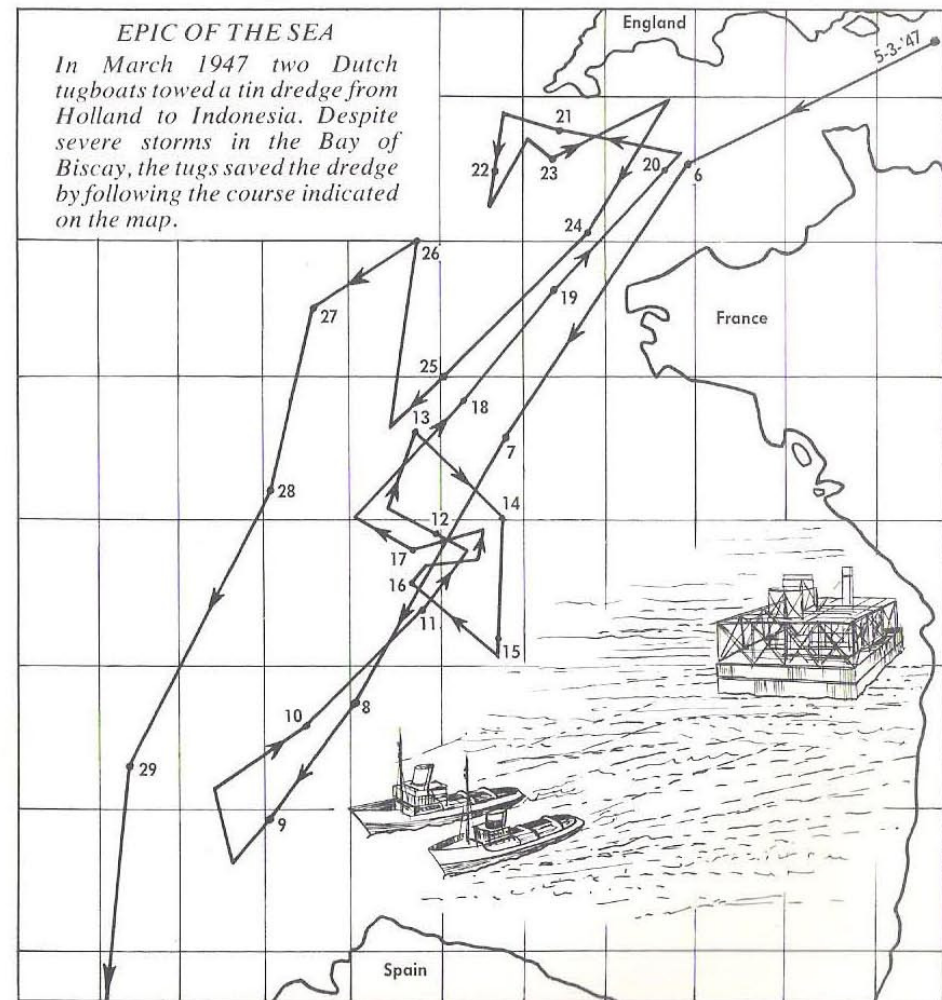 EPIC OF THE SEA
In March 1947 two Dutch
tugboats towed a tin dredge from
Holland to Indonesia. Despite
severe storms in the Bay of
Biscay, the tugs saved the dredge
by following the course indicated
on the map.
England
5-3-'47
21
22
23
20
6
24
26
19
27
France
25
18
13
7
28
14
12
17
16
11
15
10
8
29
9
Spain